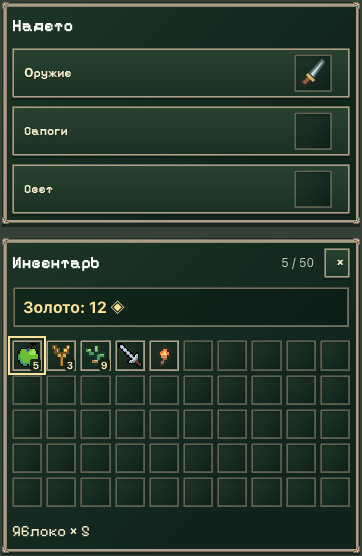 Надето
Оружие
Сапоги
Свет
Инвентарь
5 / 50
×
Золото: 12
5
3
9
Яблоко × 5